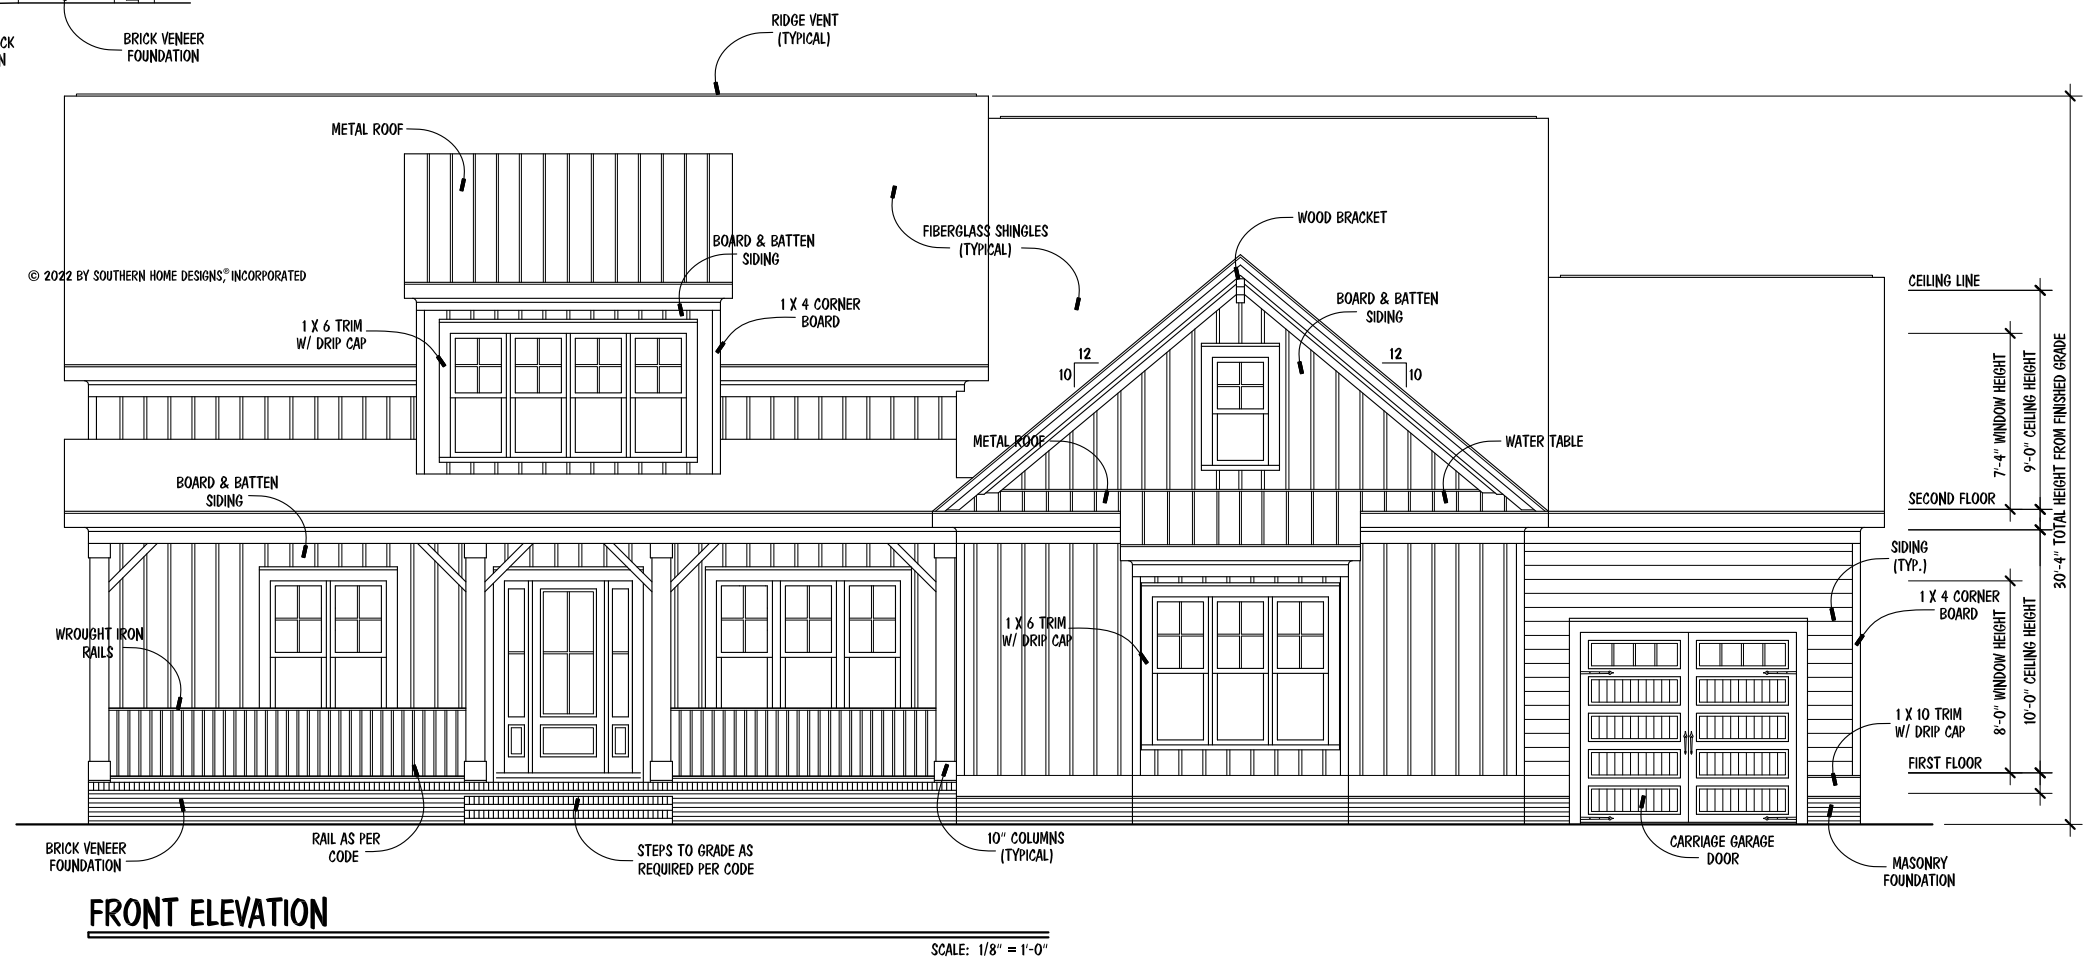 CK
N
BRICK VENEER
FOUNDATION
RIDGE VENT
(TYPICAL)
METAL ROOF
FIBERGLASS SHINGLES
(TYPICAL)
WOOD BRACKET
BOARD & BATTEN
SIDING
© 2022 BY SOUTHERN HOME DESIGNS,® INCORPORATED
1 X 6 TRIM
W/ DRIP CAP
1 X 4 CORNER
BOARD
BOARD & BATTEN
SIDING
12
10
12
10
CEILING LINE
7'-4" WINDOW HEIGHT
9'-0" CEILING HEIGHT
30'-4" TOTAL HEIGHT FROM FINISHED GRADE
METAL ROOF
WATER TABLE
BOARD & BATTEN
SIDING
SECOND FLOOR
SIDING
(TYP.)
1 X 4 CORNER
BOARD
WROUGHT IRON
RAILS
1 X 6 TRIM
W/ DRIP CAP
8'-0" WINDOW HEIGHT
10'-0" CEILING HEIGHT
1 X 10 TRIM
W/ DRIP CAP
FIRST FLOOR
BRICK VENEER
FOUNDATION
RAIL AS PER
CODE
STEPS TO GRADE AS
REQUIRED PER CODE
10" COLUMNS
(TYPICAL)
CARRIAGE GARAGE
DOOR
MASONRY
FOUNDATION
FRONT ELEVATION
SCALE: 1/8" = 1'-0"